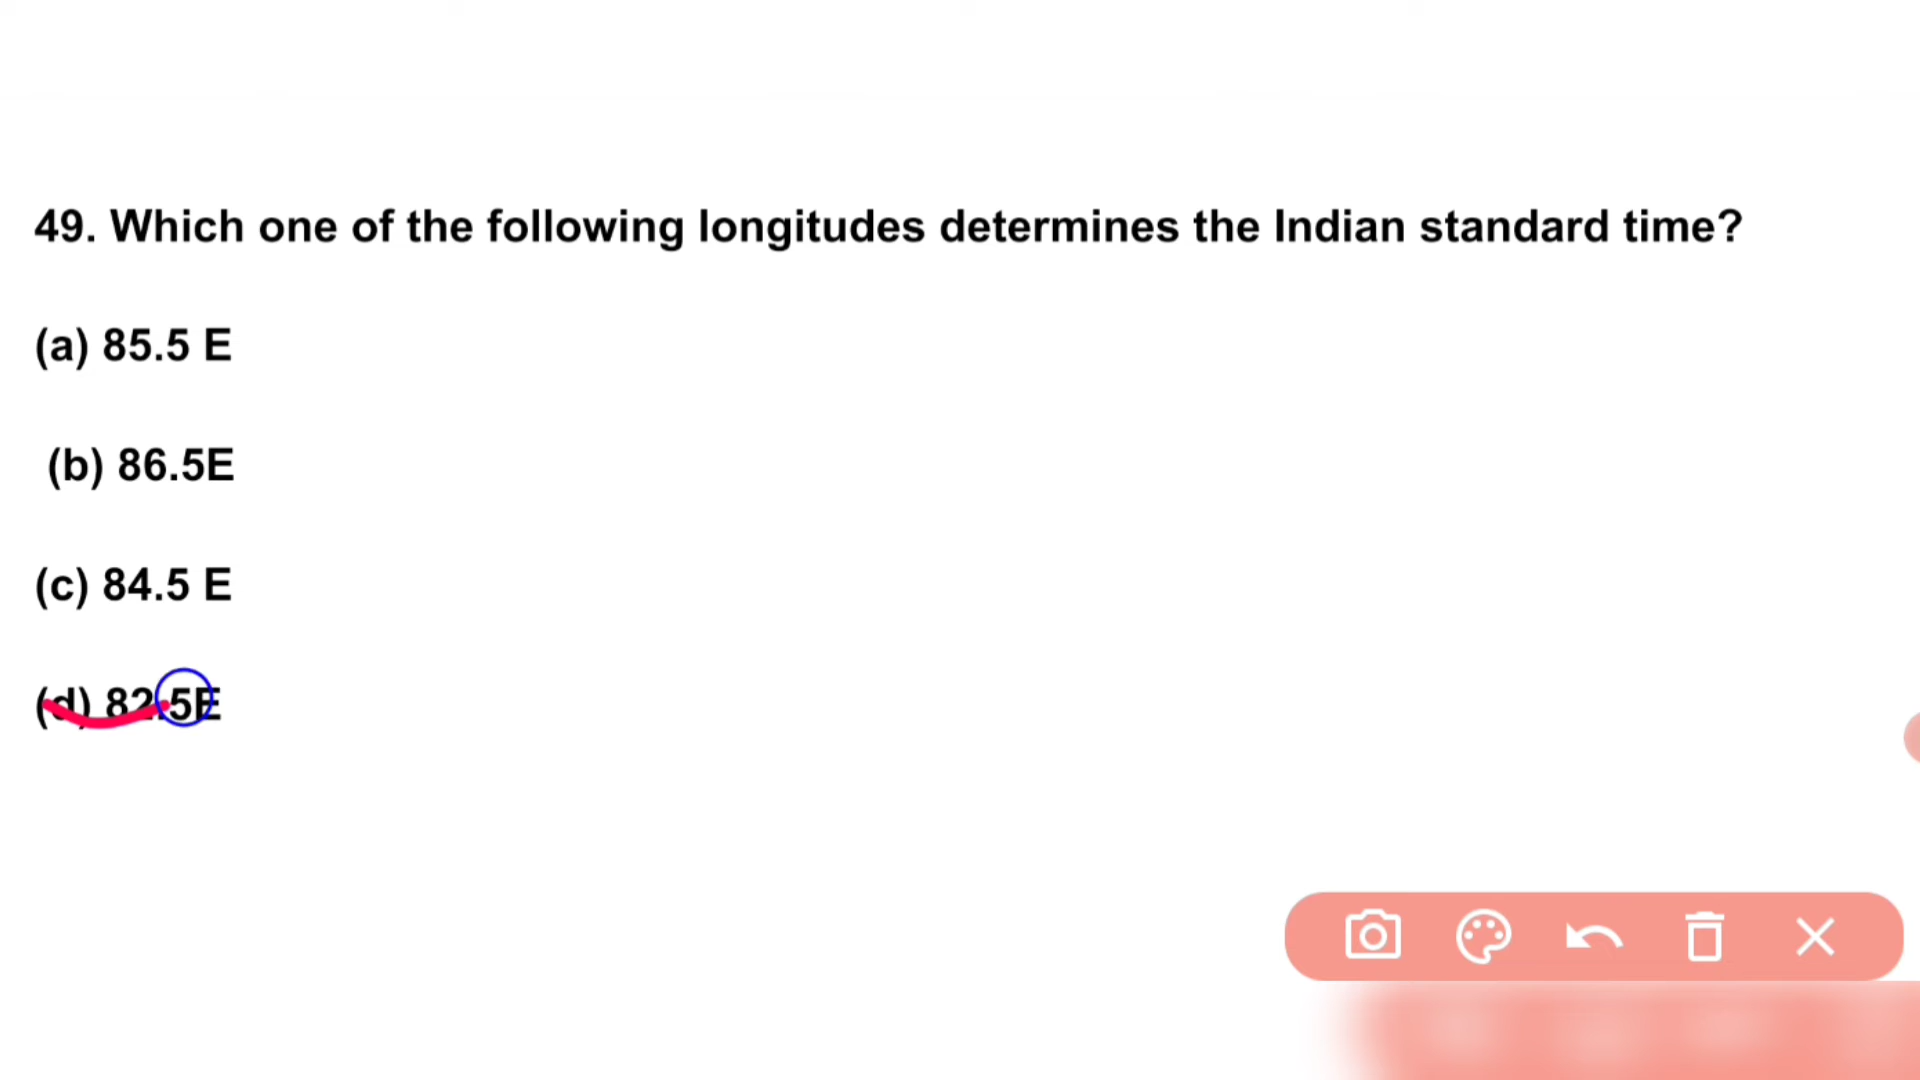 49. Which one of the following longitudes determines the Indian standard time?
(a) 85.5 E
(b) 86.5E
(c) 84.5 E
(d) 82.5E